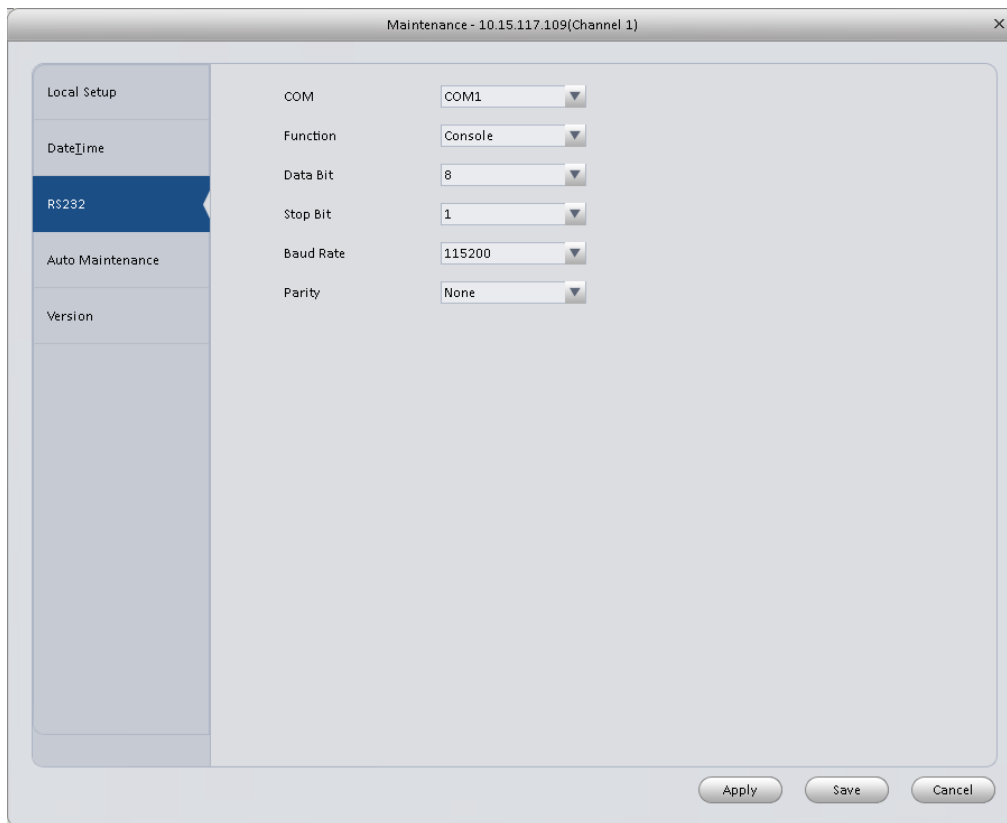 Maintenance - 10.15.117.109(Channel 1)
Local Setup
DateTime
RS232
Auto Maintenance
Version
COM COM1
Function Console
Data Bit 8
Stop Bit 1
Baud Rate 115200
Parity None
Apply Save Cancel